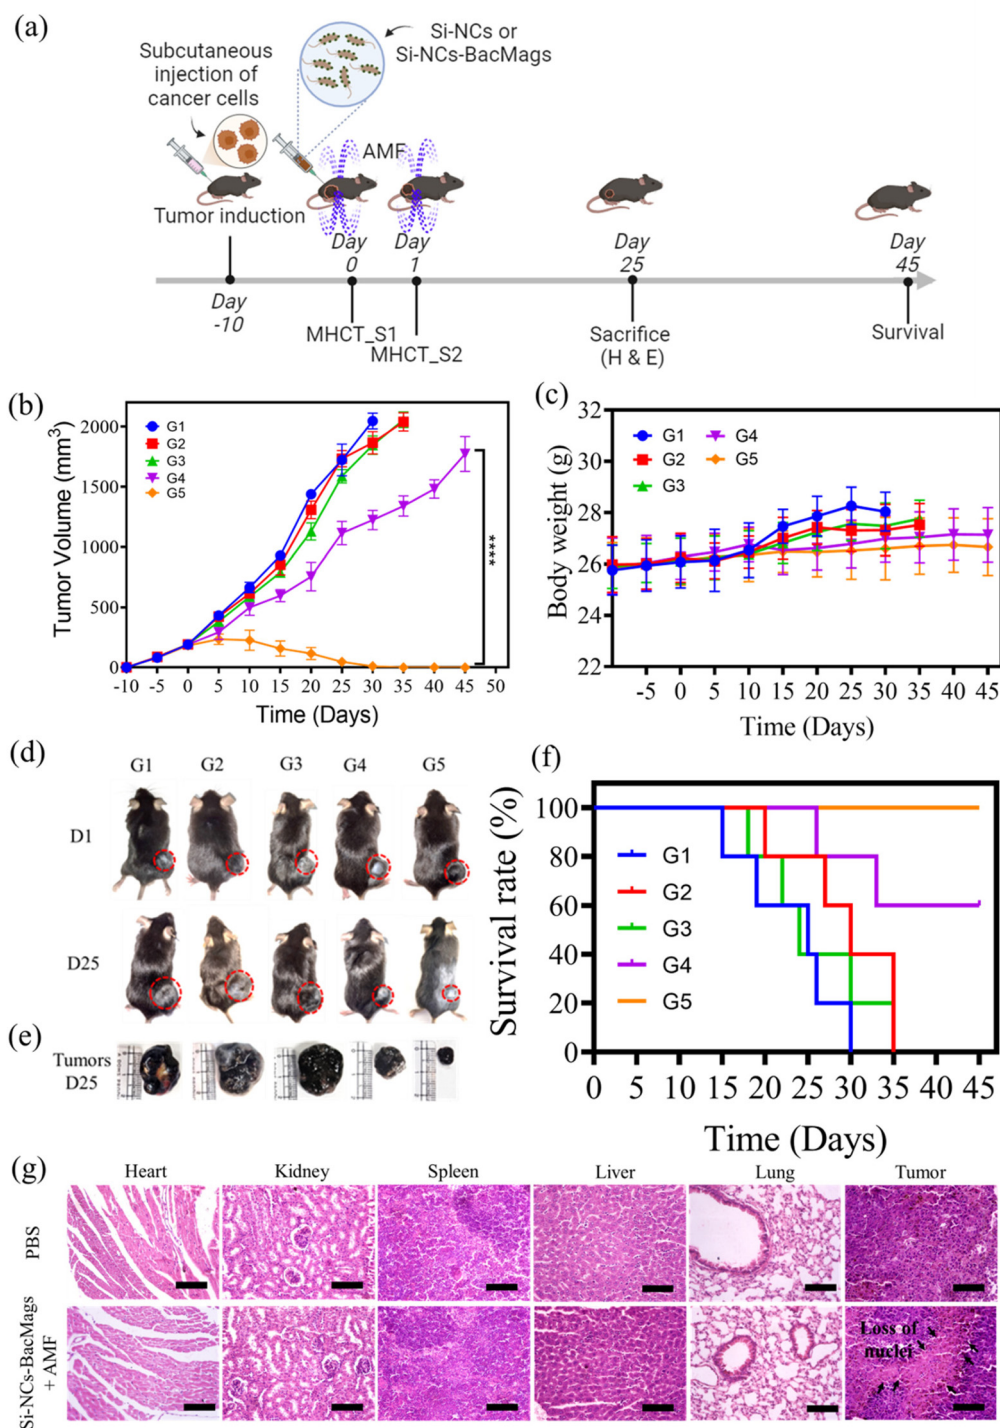 (a)
Subcutaneous
injection of
cancer cells
Si-NCs or
Si-NCs-BacMags
AMF
Tumor induction
Day
0
Day
1
Day
25
Day
45
Day
-10
MHCT_S1
MHCT_S2
Sacrifice
(H & E)
Survival
(b)
Tumor Volume (mm³)
2000
1500
1000
500
0
G1
G2
G3
G4
G5
****
-10 -5 0 5 10 15 20 25 30 35 40 45 50
Time (Days)
(c)
Body weight (g)
32
30
28
26
24
22
G1 G4
G2 G5
G3
-5 0 5 10 15 20 25 30 35 40 45
Time (Days)
(d)
G1 G2 G3 G4 G5
D1
D25
(e)
Tumors
D25
(f)
Survival rate (%)
100
80
60
40
20
0
G1
G2
G3
G4
G5
0 5 10 15 20 25 30 35 40 45
Time (Days)
(g)
Heart Kidney Spleen Liver Lung Tumor
PBS
Si-NCs-BacMags
+ AMF
Loss of
nuclei